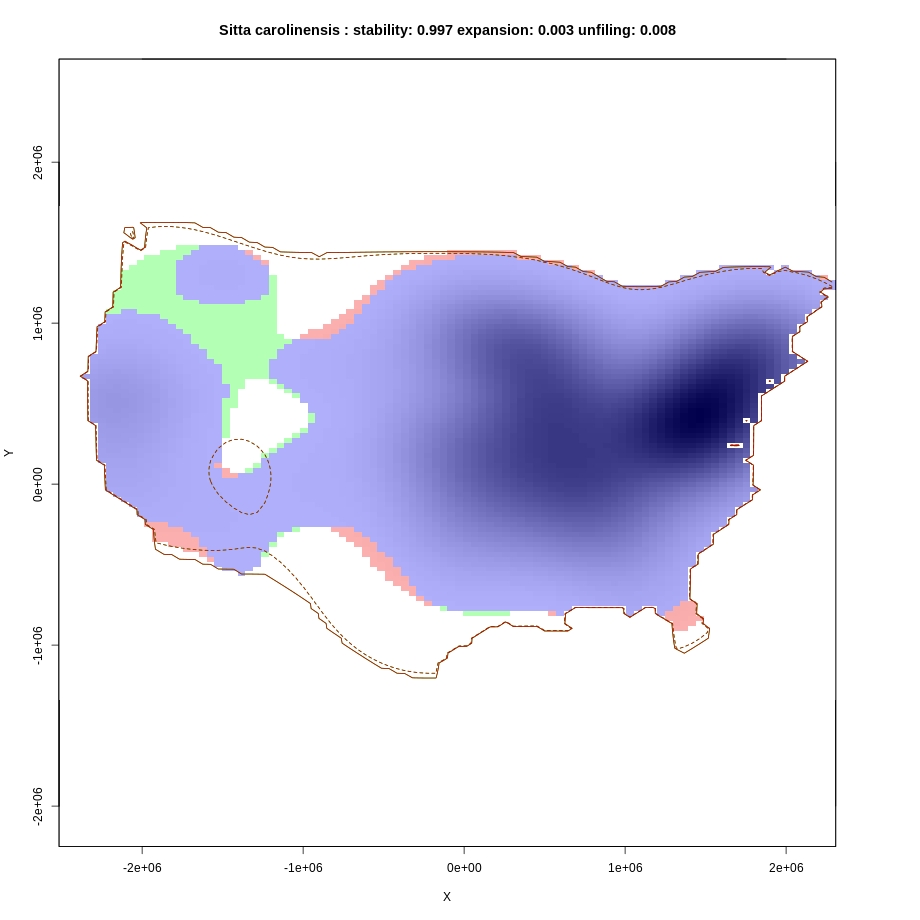 Sitta carolinensis : stability: 0.997 expansion: 0.003 unfiling: 0.008
2e+06
1e+06
0e+00
-1e+06
-2e+06
Y
-2e+06 -1e+06 0e+00 1e+06 2e+06
X